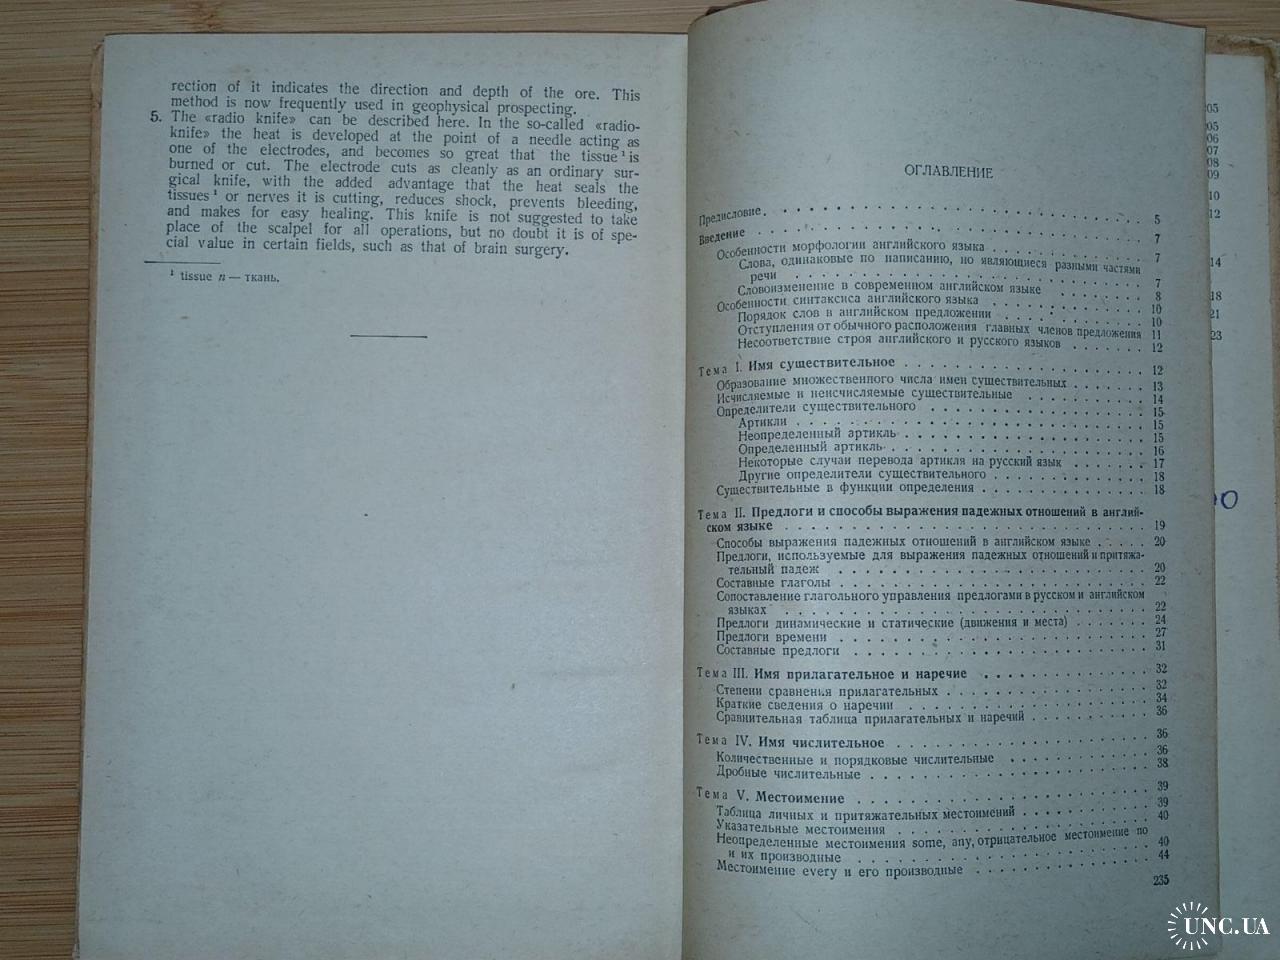 rection of it indicates the direction and depth of the ore. This
method is now frequently used in geophysical prospecting.
5. The «radio knife» can be described here. In the so-called «radio-
knife» the heat is developed at the point of a needle acting as
one of the electrodes, and becomes so great that the tissue¹ is
burned or cut. The electrode cuts as cleanly as an ordinary sur-
gical knife, with the added advantage that the heat seals the
tissues¹ or nerves it is cutting, reduces shock, prevents bleeding,
and makes for easy healing. This knife is not suggested to take
place of the scalpel for all operations, but no doubt it is of spe-
cial value in certain fields, such as that of brain surgery.
¹ tissue n — ткань.
ОГЛАВЛЕНИЕ
Предисловие . . . . . . . . . . 5
Введение . . . . . . . . . . 7
Особенности морфологии английского языка . . . . . . . . . . 7
Слова, одинаковые по написанию, но являющиеся разными частями
речи . . . . . . . . . . 7
Словоизменение в современном английском языке . . . . . . . 8
Особенности синтаксиса английского языка . . . . . . . . . . 10
Порядок слов в английском предложении . . . . . . . . . . 10
Отступления от обычного расположения главных членов предложения 11
Несоответствие строя английского и русского языков . . . . . . . 12
Тема I. Имя существительное . . . . . . . . . . 12
Образование множественного числа имен существительных . . . . . . . 13
Исчисляемые и неисчисляемые существительные . . . . . . . . . . 14
Определители существительного . . . . . . . . . . 15
Артикли . . . . . . . . . . 15
Неопределенный артикль . . . . . . . . . . 15
Определенный артикль . . . . . . . . . . 16
Некоторые случаи перевода артикля на русский язык . . . . . . . 17
Другие определители существительного . . . . . . . . . . 18
Существительные в функции определения . . . . . . . . . . 18
Тема II. Предлоги и способы выражения падежных отношений в англий-
ском языке . . . . . . . . . . 19
Способы выражения падежных отношений в английском языке . . . . . 20
Предлоги, используемые для выражения падежных отношений и притяжа-
тельный падеж . . . . . . . . . . 20
Составные глаголы . . . . . . . . . . 22
Сопоставление глагольного управления предлогами в русском и английском
языках . . . . . . . . . . 22
Предлоги динамические и статические (движения и места) . . . . . . . 24
Предлоги времени . . . . . . . . . . 27
Составные предлоги . . . . . . . . . . 31
Тема III. Имя прилагательное и наречие . . . . . . . . . . 32
Степени сравнения прилагательных . . . . . . . . . . 32
Краткие сведения о наречии . . . . . . . . . . 34
Сравнительная таблица прилагательных и наречий . . . . . . . . . . 36
Тема IV. Имя числительное . . . . . . . . . . 36
Количественные и порядковые числительные . . . . . . . . . . 36
Дробные числительные . . . . . . . . . . 38
Тема V. Местоимение . . . . . . . . . . 39
Таблица личных и притяжательных местоимений . . . . . . . . . . 39
Указательные местоимения . . . . . . . . . . 40
Неопределенные местоимения some, any, отрицательное местоимение no
и их производные . . . . . . . . . . 40
Местоимение every и его производные . . . . . . . . . . 44
235
05
05
06
07
08
09
10
12
14
18
21
23
UNC.UA